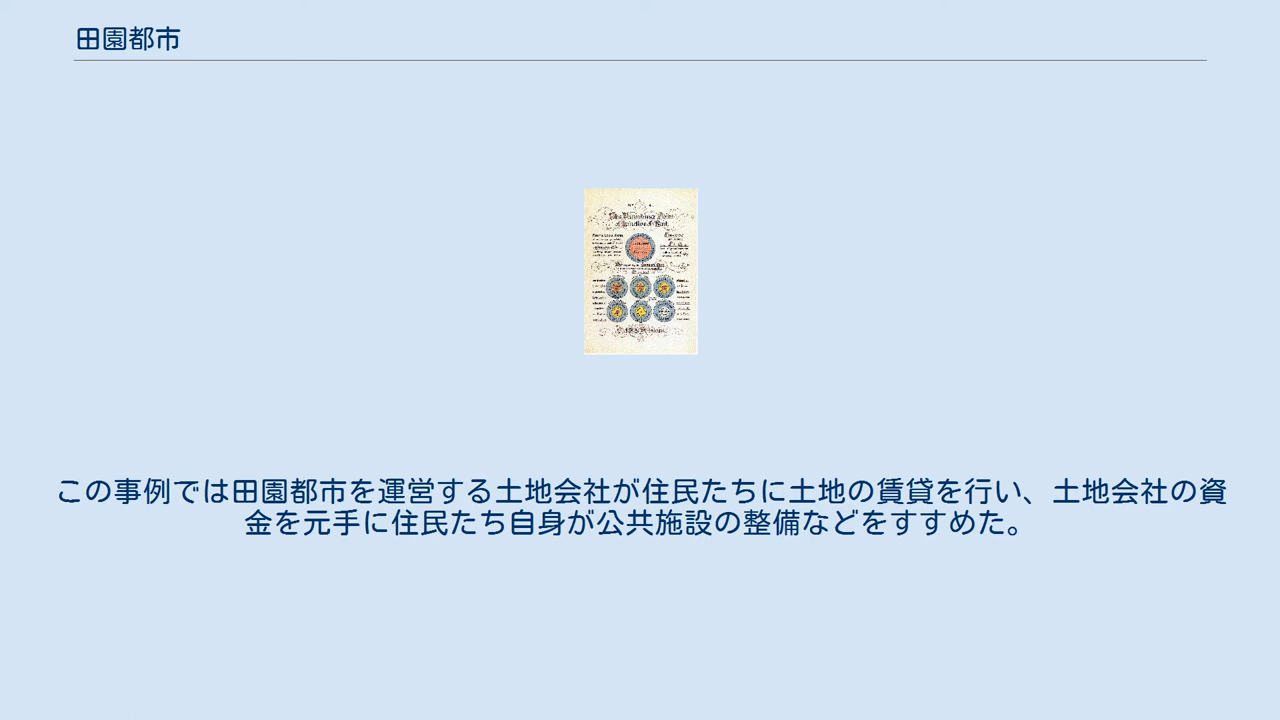 田園都市
この事例では田園都市を運営する土地会社が住民たちに土地の賃貸を行い、土地会社の資
金を元手に住民たち自身が公共施設の整備などをすすめた。